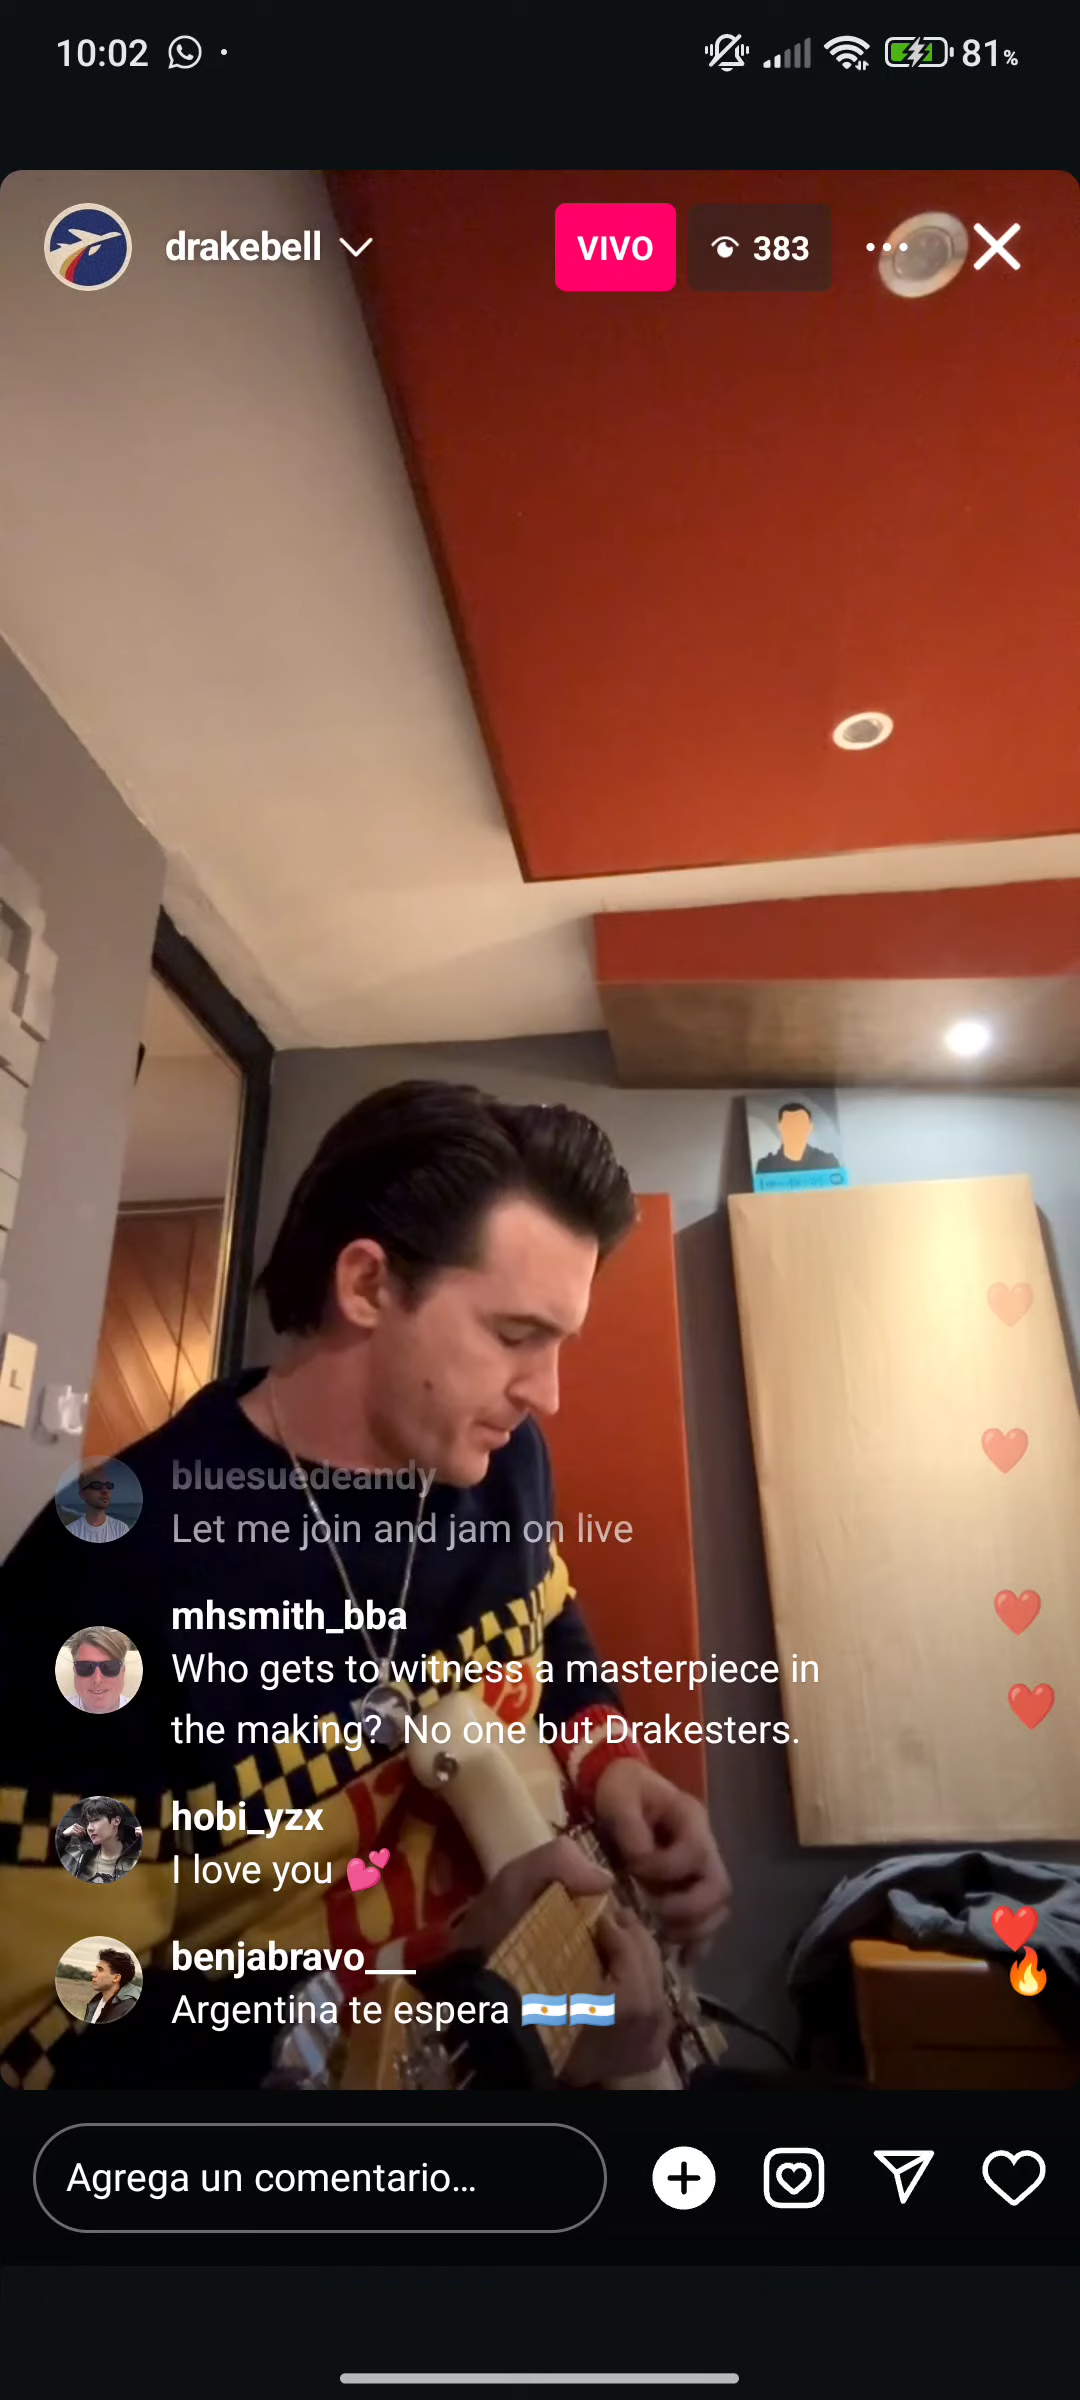 10:02
81%
drakebell
VIVO
383
bluesuedeandy
Let me join and jam on live
mhsmith_bba
Who gets to witness a masterpiece in
the making?  No one but Drakesters.
hobi_yzx
I love you 💕
benjabravo___
Argentina te espera 🇦🇷🇦🇷
Agrega un comentario...